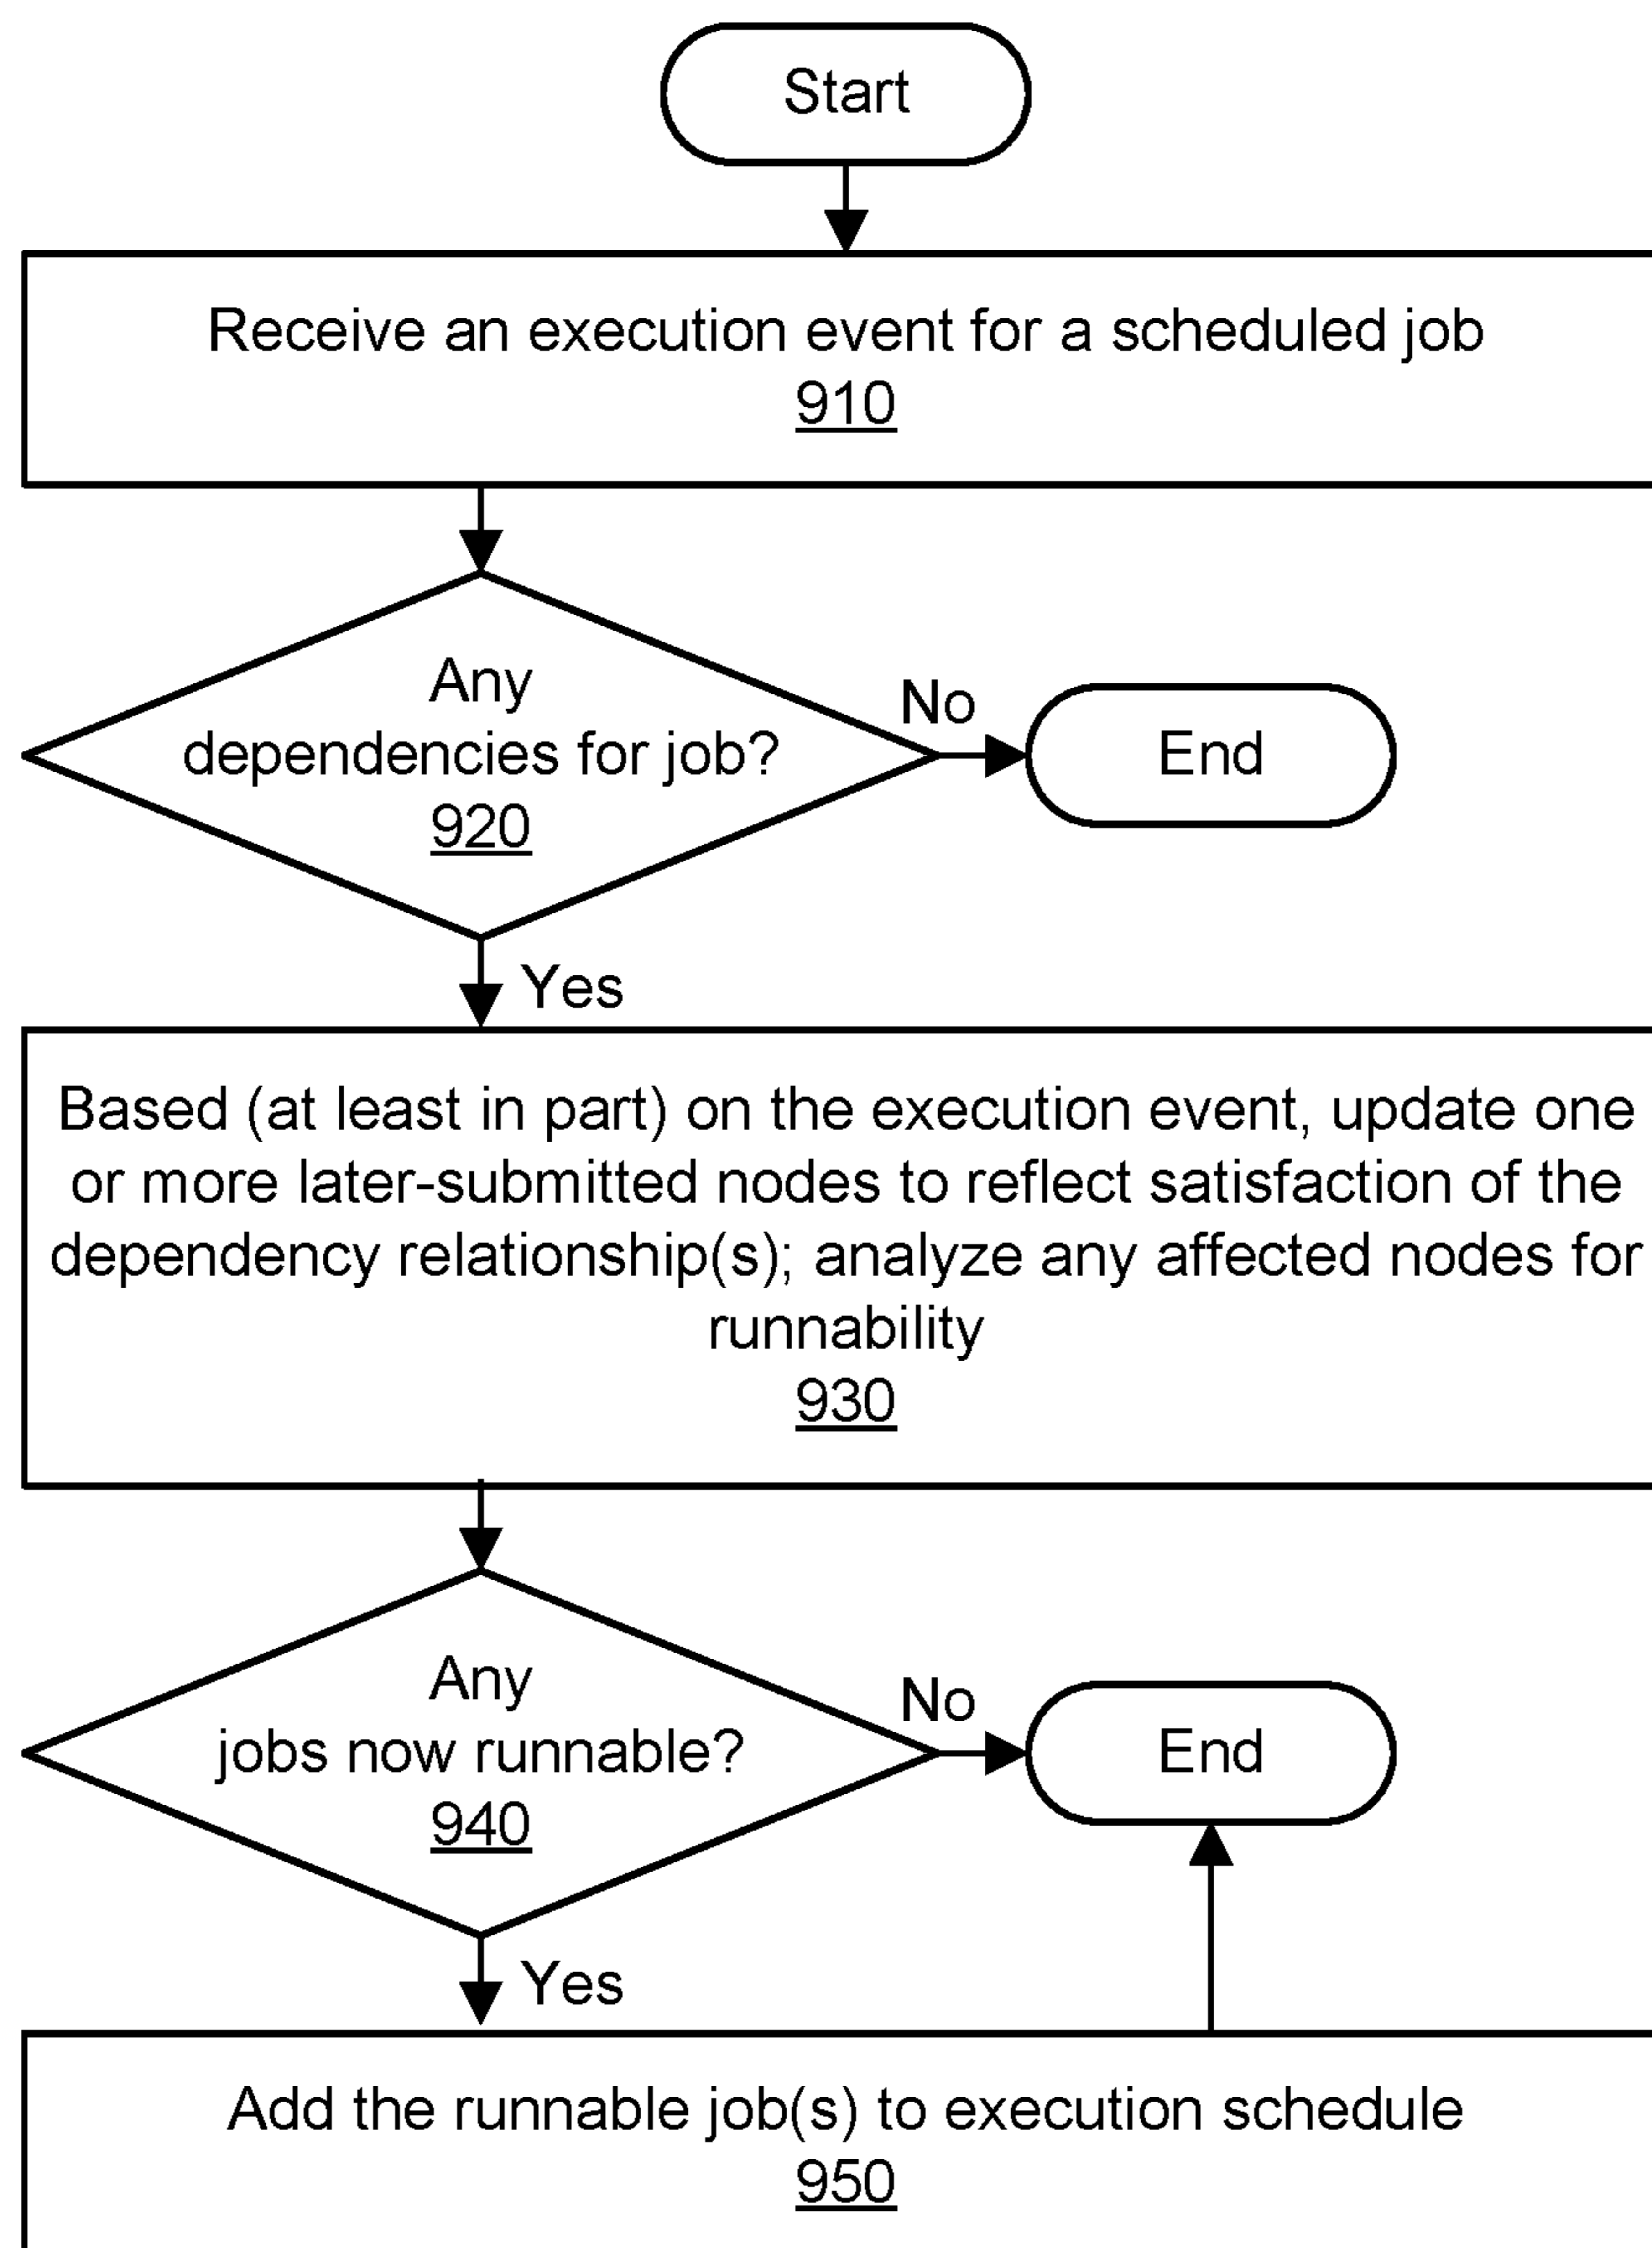 Start
Receive an execution event for a scheduled job
910
Any
dependencies for job?
920
No
End
Yes
Based (at least in part) on the execution event, update one
or more later-submitted nodes to reflect satisfaction of the
dependency relationship(s); analyze any affected nodes for
runnability
930
Any
jobs now runnable?
940
No
End
Yes
Add the runnable job(s) to execution schedule
950